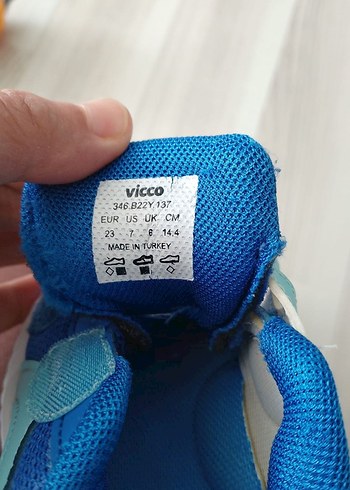 vicco
346.B22Y.137
EUR US UK CM
23 7 6 14.4
MADE IN TURKEY